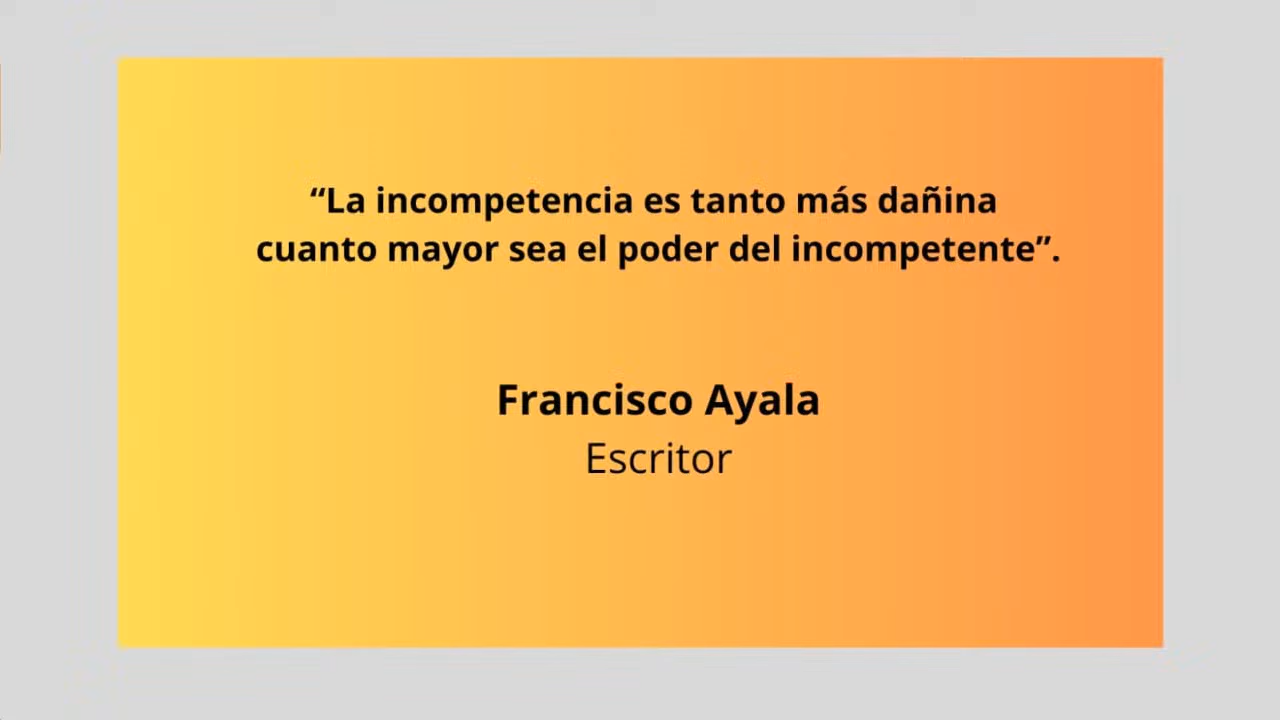 “La incompetencia es tanto más dañina
cuanto mayor sea el poder del incompetente”.
Francisco Ayala
Escritor